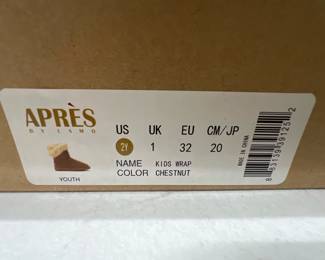 APRÈS
BY LAMO
YOUTH
US UK EU CM/JP
2Y 1 32 20
NAME KIDS WRAP
COLOR CHESTNUT
MADE IN CHINA